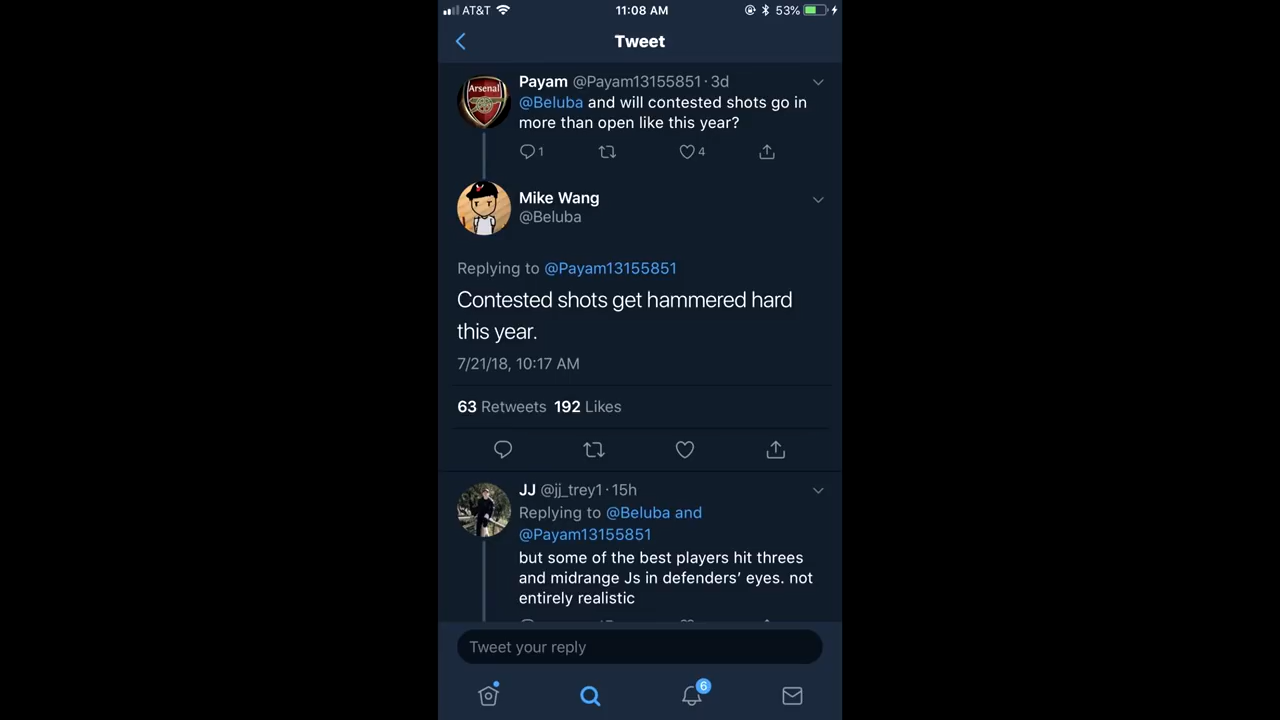 AT&T 11:08 AM 53%
Tweet
Payam @Payam13155851 · 3d
Arsenal
@Beluba and will contested shots go in
more than open like this year?
1 4
Mike Wang
@Beluba
Replying to @Payam13155851
Contested shots get hammered hard
this year.
7/21/18, 10:17 AM
63 Retweets 192 Likes
JJ @jj_trey1 · 15h
Replying to @Beluba and
@Payam13155851
but some of the best players hit threes
and midrange Js in defenders’ eyes. not
entirely realistic
Tweet your reply
6